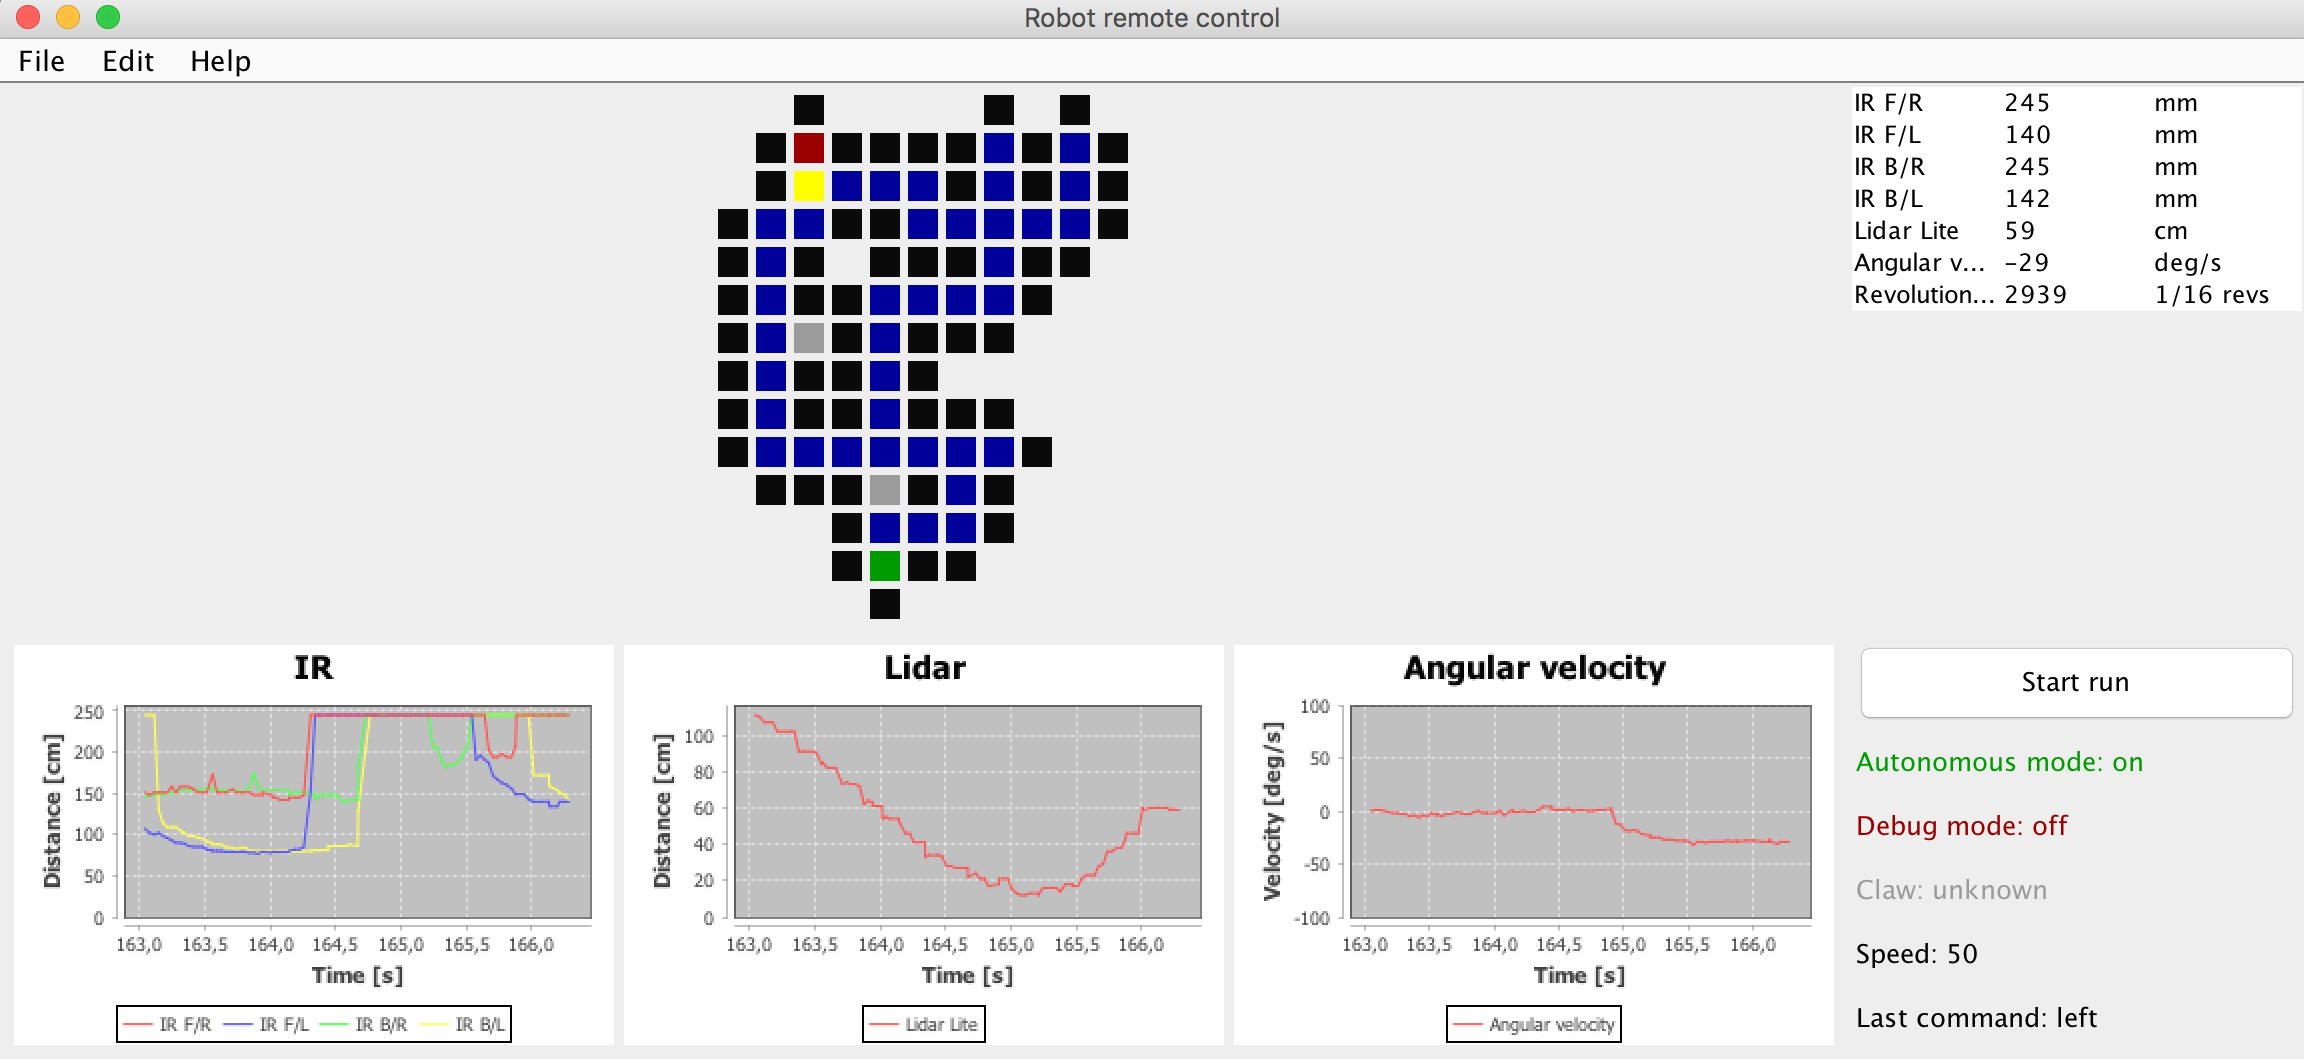 Robot remote control
File Edit Help
IR F/R 245 mm
IR F/L 140 mm
IR B/R 245 mm
IR B/L 142 mm
Lidar Lite 59 cm
Angular v... -29 deg/s
Revolution... 2939 1/16 revs
IR
Distance [cm]
250
200
150
100
50
0
163,0 163,5 164,0 164,5 165,0 165,5 166,0
Time [s]
IR F/R IR F/L IR B/R IR B/L
Lidar
Distance [cm]
100
80
60
40
20
0
163,0 163,5 164,0 164,5 165,0 165,5 166,0
Time [s]
Lidar Lite
Angular velocity
Velocity [deg/s]
100
50
0
-50
-100
163,0 163,5 164,0 164,5 165,0 165,5 166,0
Time [s]
Angular velocity
Start run
Autonomous mode: on
Debug mode: off
Claw: unknown
Speed: 50
Last command: left